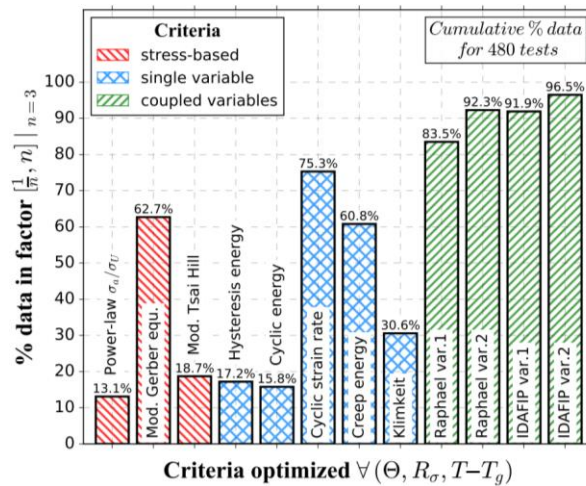 Criteria
stress-based
single variable
coupled variables
Cumulative % data
for 480 tests
% data in factor [1/n, n] |n=3
100
90
80
70
60
50
40
30
20
10
0
13.1%
62.7%
18.7%
17.2%
15.8%
75.3%
60.8%
30.6%
83.5%
92.3%
91.9%
96.5%
Power-law σa/σU
Mod. Gerber equ.
Mod. Tsai Hill
Hysteresis energy
Cyclic energy
Cyclic strain rate
Creep energy
Klimkeit
Raphael var.1
Raphael var.2
IDAFIP var.1
IDAFIP var.2
Criteria optimized ∀ (Θ, Rσ, T−Tg)